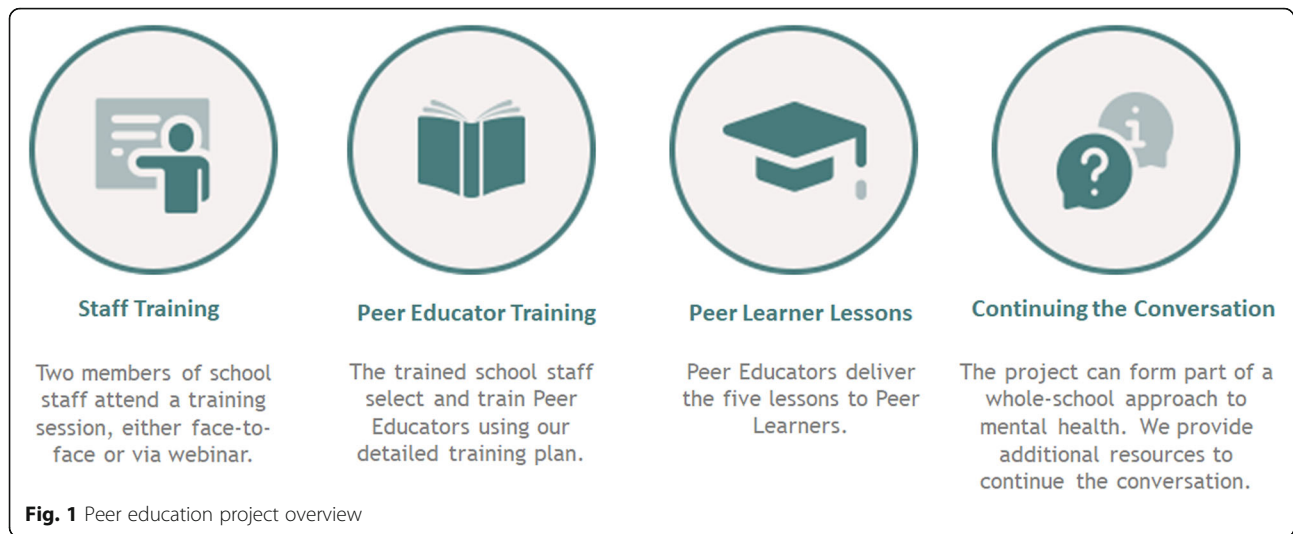 Staff Training
Two members of school
staff attend a training
session, either face-to-
face or via webinar.
Peer Educator Training
The trained school staff
select and train Peer
Educators using our
detailed training plan.
Peer Learner Lessons
Peer Educators deliver
the five lessons to Peer
Learners.
Continuing the Conversation
The project can form part of a
whole-school approach to
mental health. We provide
additional resources to
continue the conversation.
Fig. 1 Peer education project overview